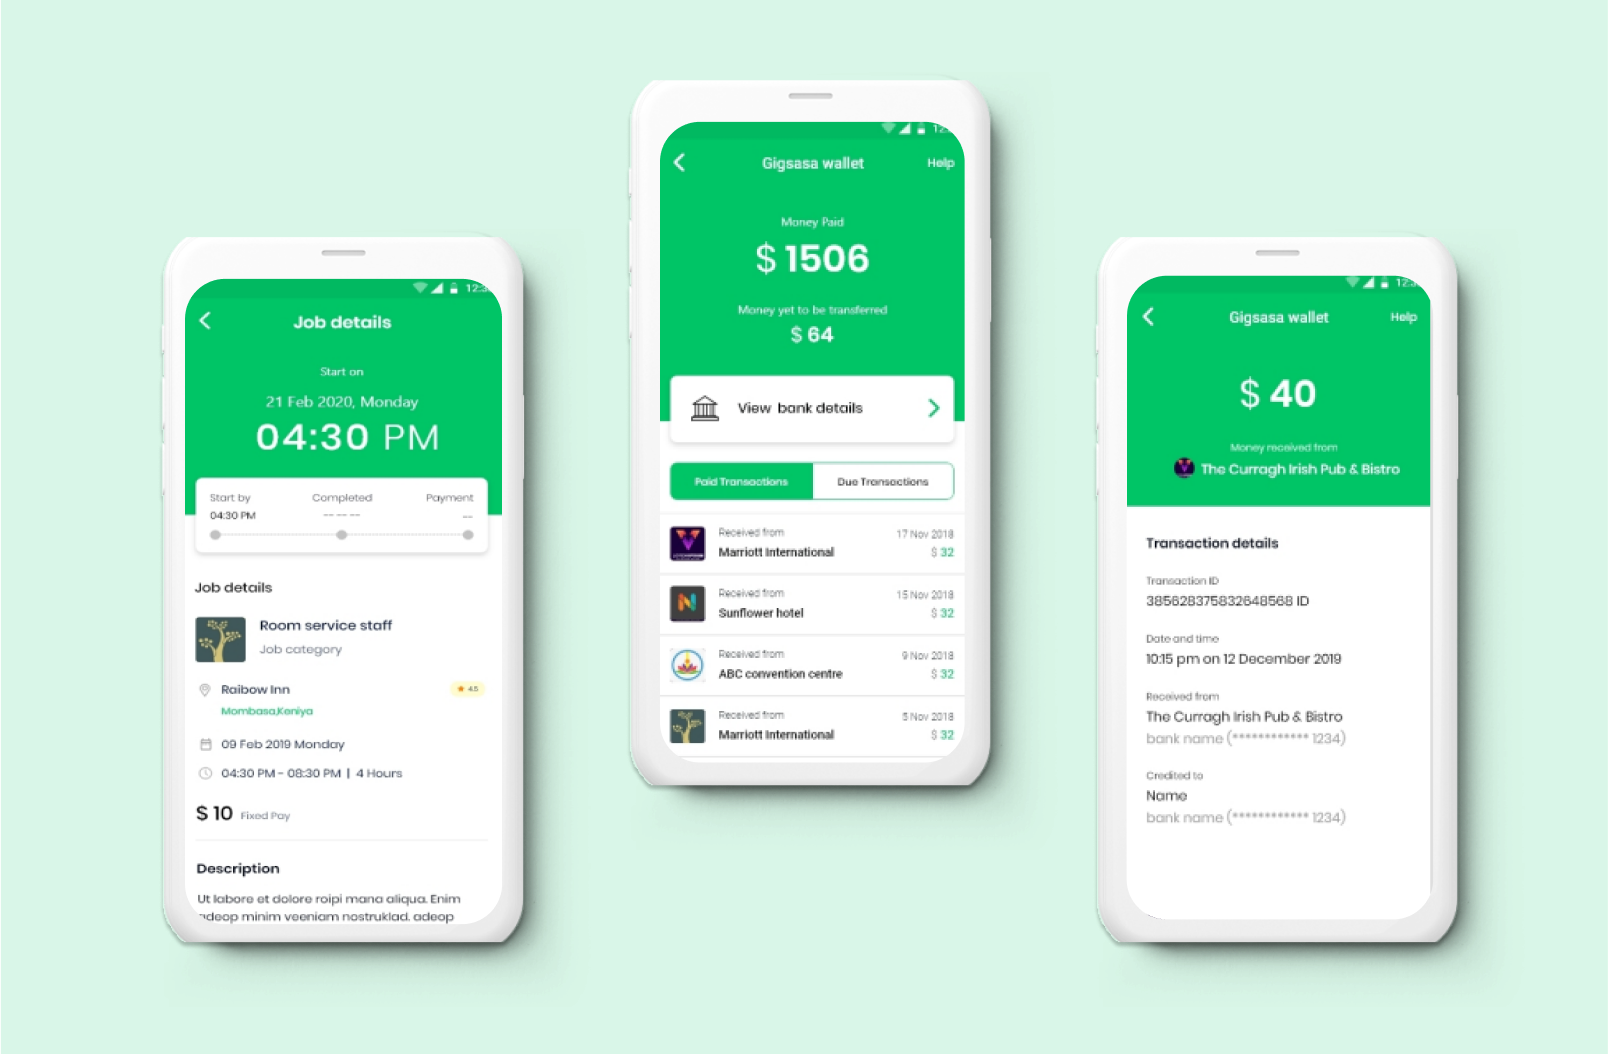 12:3
Job details
Start on
21 Feb 2020, Monday
04:30 PM
Start by Completed Payment
04:30 PM -- -- -- --
Job details
Room service staff
Job category
Raibow Inn 4.5
Mombasa,Keniya
09 Feb 2019 Monday
04:30 PM - 08:30 PM | 4 Hours
$ 10 Fixed Pay
Description
Ut labore et dolore roipi mana aliqua. Enim
adeop minim veeniam nostruklad. adeop
12:3
Gigsasa wallet Help
Money Paid
$ 1506
Money yet to be transferred
$ 64
View bank details
Paid Transactions Due Transactions
Received from 17 Nov 2018
Marriott International $ 32
Received from 15 Nov 2018
Sunflower hotel $ 32
Received from 9 Nov 2018
ABC convention centre $ 32
Received from 5 Nov 2018
Marriott International $ 32
12:3
Gigsasa wallet Help
$ 40
Money received from
The Curragh Irish Pub & Bistro
Transaction details
Transaction ID
385628375832648568 ID
Date and time
10:15 pm on 12 December 2019
Received from
The Curragh Irish Pub & Bistro
bank name (************ 1234)
Credited to
Name
bank name (************ 1234)